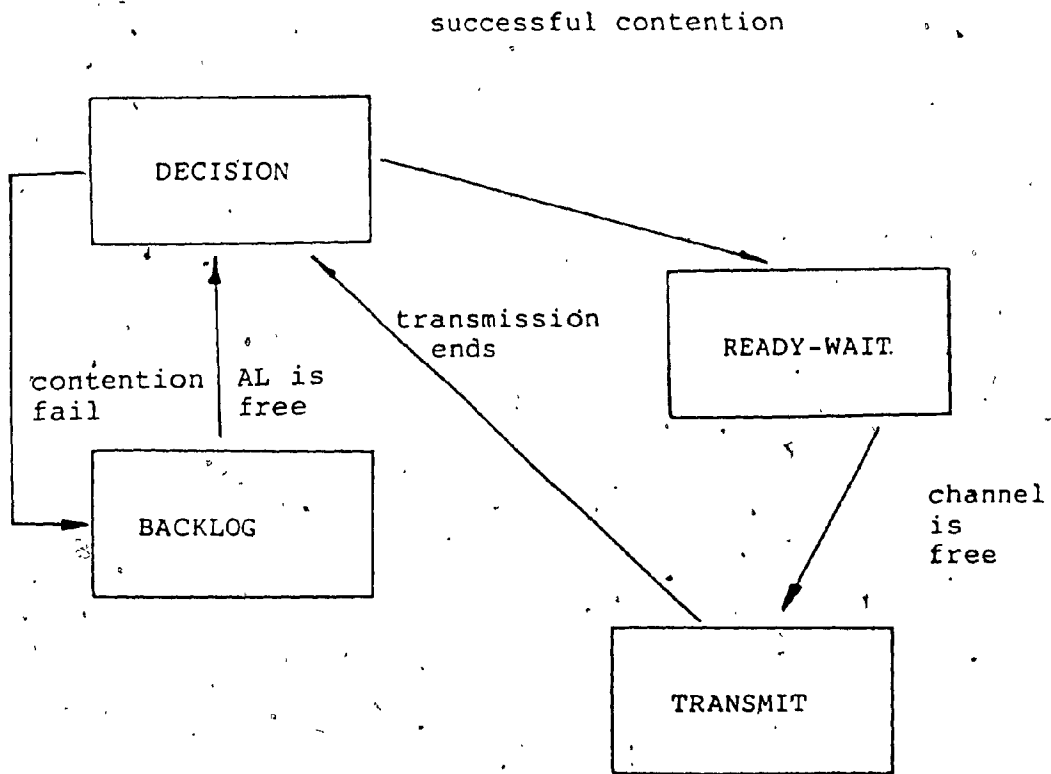 successful contention
DECISION
transmission
ends
READY-WAIT.
contention
fail
AL is
free
BACKLOG
channel
is
free
TRANSMIT